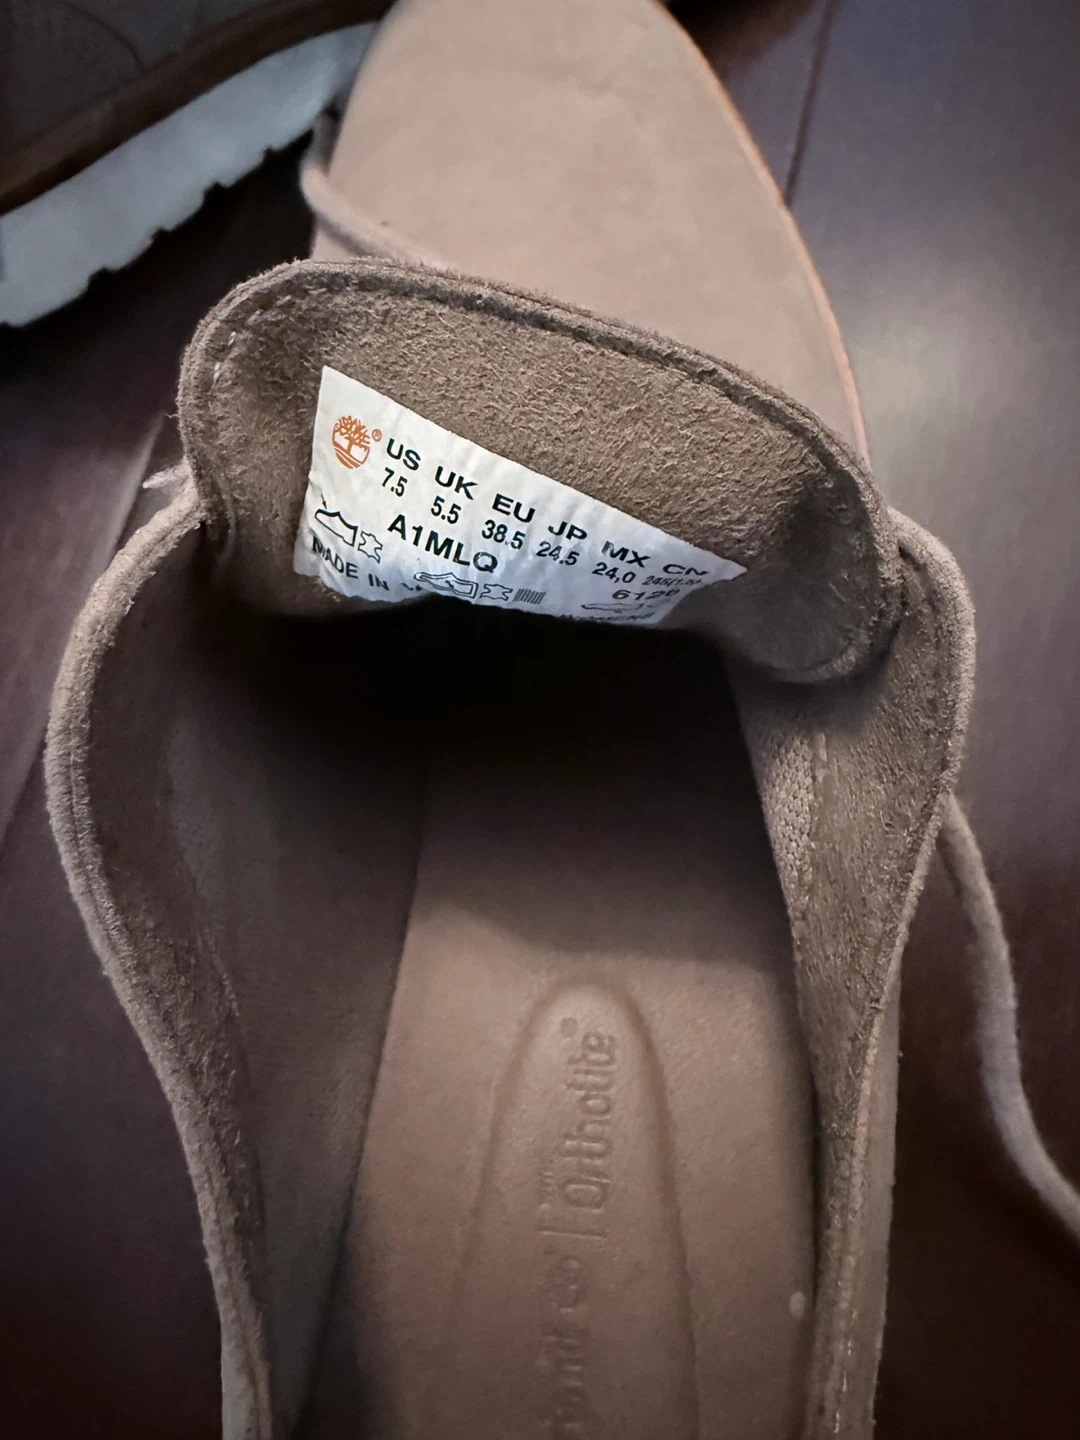 ® US UK EU JP MX CN
7.5 5.5 38.5 24.5 24,0
A1MLQ
MADE IN
Ortholite®